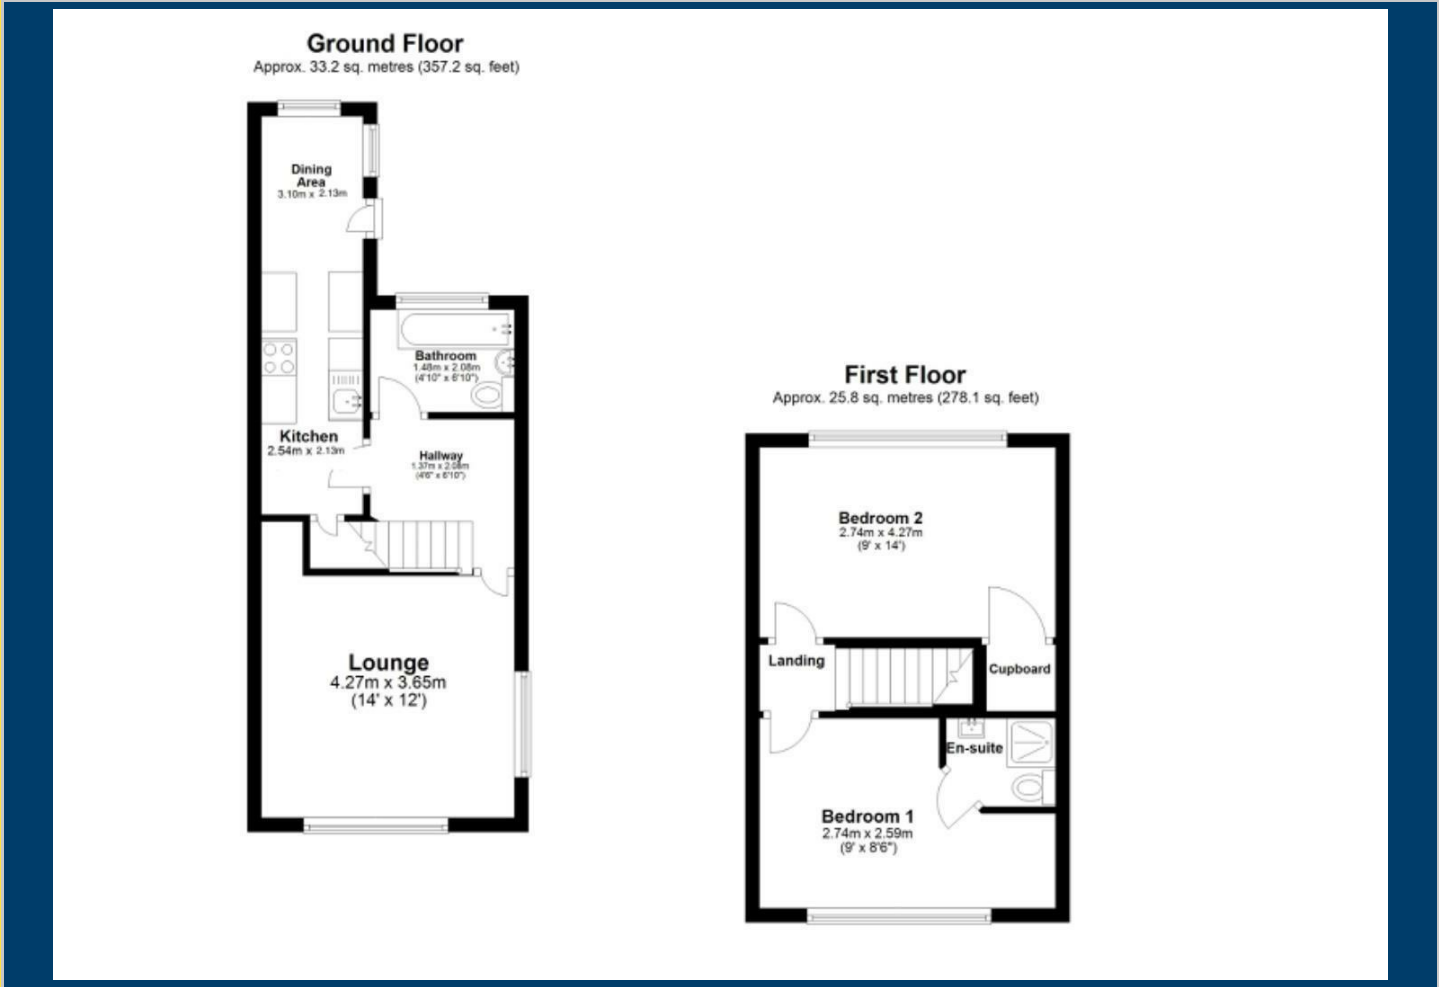 Ground Floor
Approx. 33.2 sq. metres (357.2 sq. feet)
Dining
Area
3.10m x 2.13m
Bathroom
1.48m x 2.08m
(4'10" x 6'10")
Kitchen
2.54m x 2.13m
Hallway
1.37m x 2.08m
(4'6" x 6'10")
Lounge
4.27m x 3.65m
(14' x 12')
First Floor
Approx. 25.8 sq. metres (278.1 sq. feet)
Bedroom 2
2.74m x 4.27m
(9' x 14')
Landing
Cupboard
En-suite
Bedroom 1
2.74m x 2.59m
(9' x 8'6")